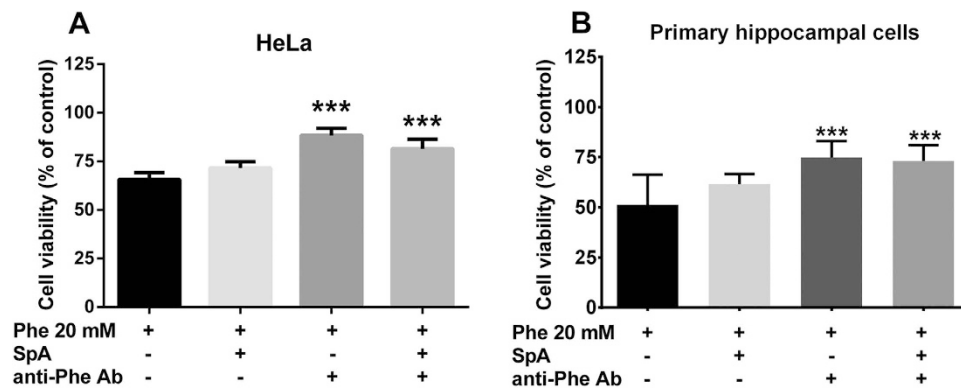 A
HeLa
Cell viability (% of control)
125
100
75
50
25
0
*** ***
Phe 20 mM + + + +
SpA - + - +
anti-Phe Ab - - + +
B
Primary hippocampal cells
Cell viability (% of control)
125
100
75
50
25
0
*** ***
Phe 20 mM + + + +
SpA - + - +
anti-Phe Ab - - + +